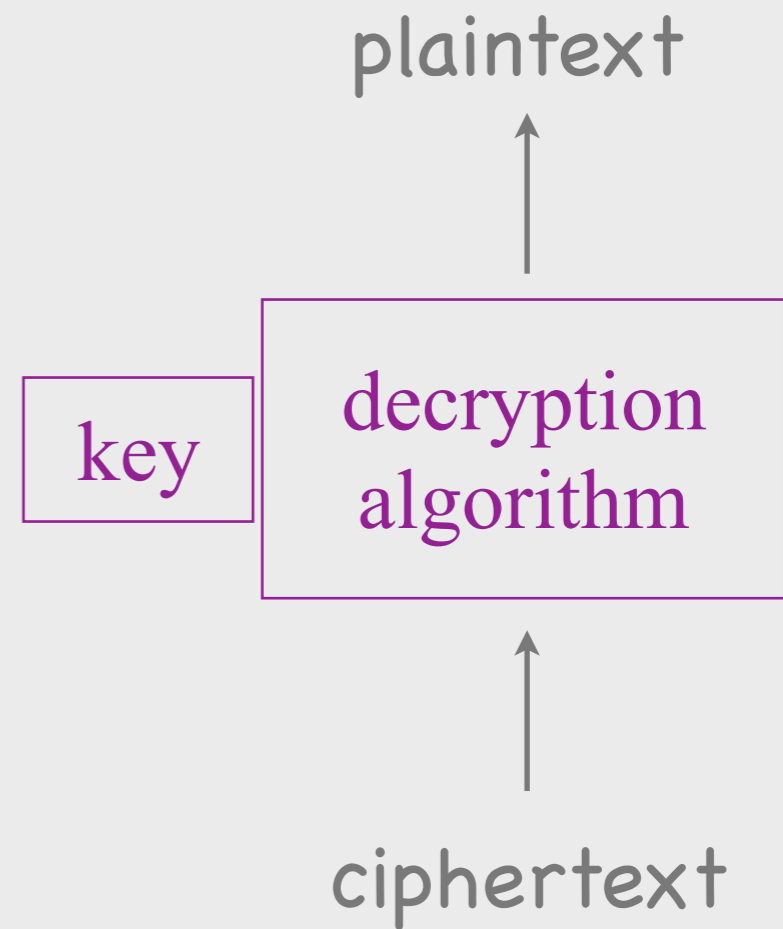 plaintext
key
decryption
algorithm
ciphertext